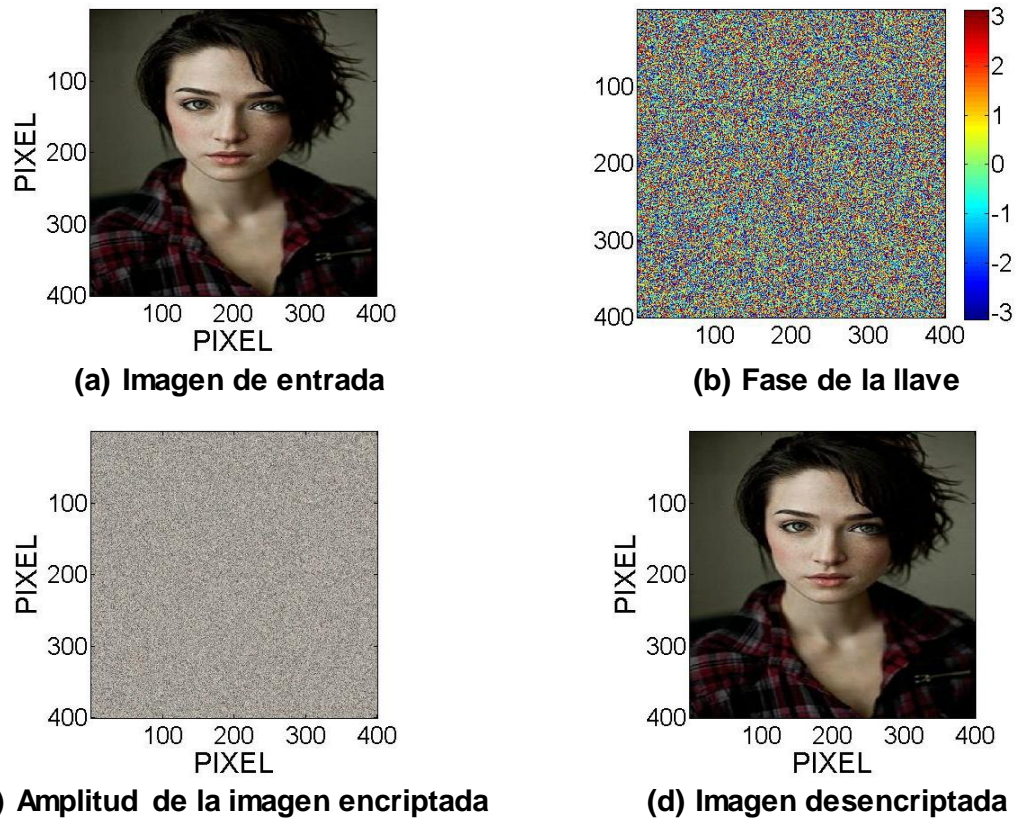 100
200
300
400
PIXEL
100 200 300 400
PIXEL
(a) Imagen de entrada
100
200
300
400
100 200 300 400
3
2
1
0
-1
-2
-3
(b) Fase de la llave
100
200
300
400
PIXEL
100 200 300 400
PIXEL
) Amplitud de la imagen encriptada
100
200
300
400
PIXEL
100 200 300 400
PIXEL
(d) Imagen desencriptada